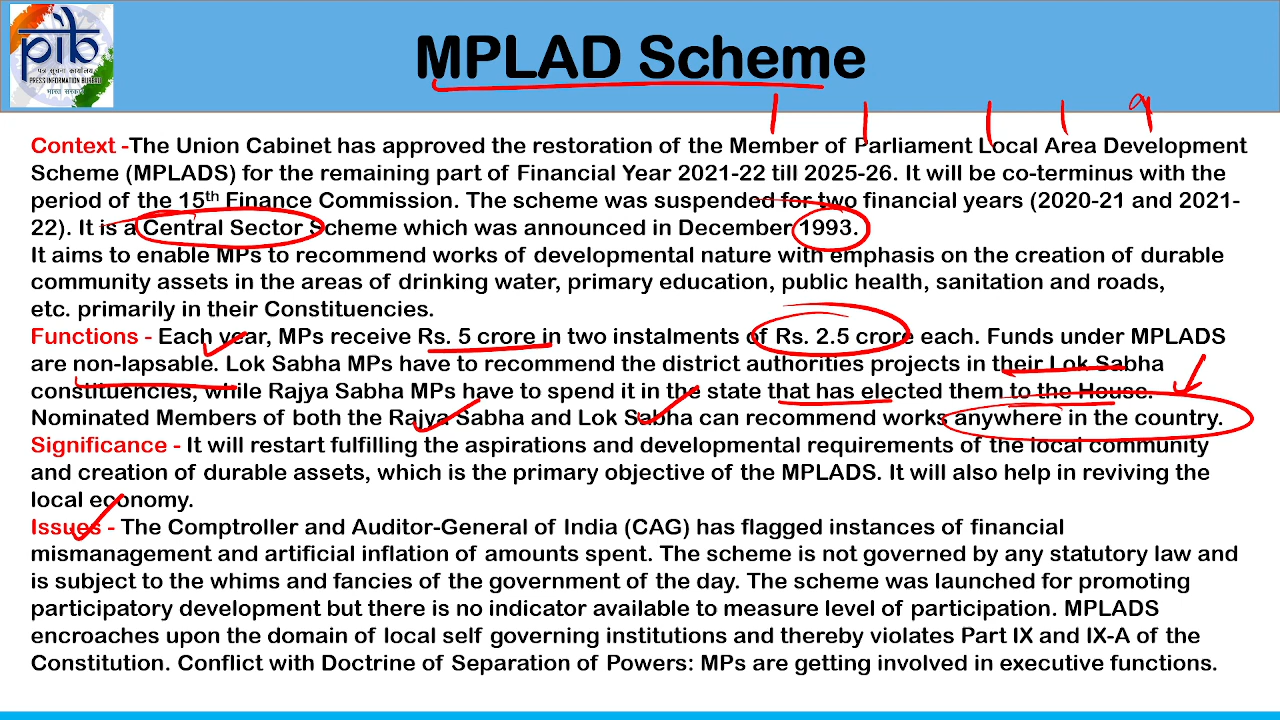 pib
पत्र सूचना कार्यालय
PRESS INFORMATION BUREAU
भारत सरकार
MPLAD Scheme
Context -The Union Cabinet has approved the restoration of the Member of Parliament Local Area Development
Scheme (MPLADS) for the remaining part of Financial Year 2021-22 till 2025-26. It will be co-terminus with the
period of the 15th Finance Commission. The scheme was suspended for two financial years (2020-21 and 2021-
22). It is a Central Sector Scheme which was announced in December 1993.
It aims to enable MPs to recommend works of developmental nature with emphasis on the creation of durable
community assets in the areas of drinking water, primary education, public health, sanitation and roads,
etc. primarily in their Constituencies.
Functions - Each year, MPs receive Rs. 5 crore in two instalments of Rs. 2.5 crore each. Funds under MPLADS
are non-lapsable. Lok Sabha MPs have to recommend the district authorities projects in their Lok Sabha
constituencies, while Rajya Sabha MPs have to spend it in the state that has elected them to the House.
Nominated Members of both the Rajya Sabha and Lok Sabha can recommend works anywhere in the country.
Significance - It will restart fulfilling the aspirations and developmental requirements of the local community
and creation of durable assets, which is the primary objective of the MPLADS. It will also help in reviving the
local economy.
Issues - The Comptroller and Auditor-General of India (CAG) has flagged instances of financial
mismanagement and artificial inflation of amounts spent. The scheme is not governed by any statutory law and
is subject to the whims and fancies of the government of the day. The scheme was launched for promoting
participatory development but there is no indicator available to measure level of participation. MPLADS
encroaches upon the domain of local self governing institutions and thereby violates Part IX and IX-A of the
Constitution. Conflict with Doctrine of Separation of Powers: MPs are getting involved in executive functions.